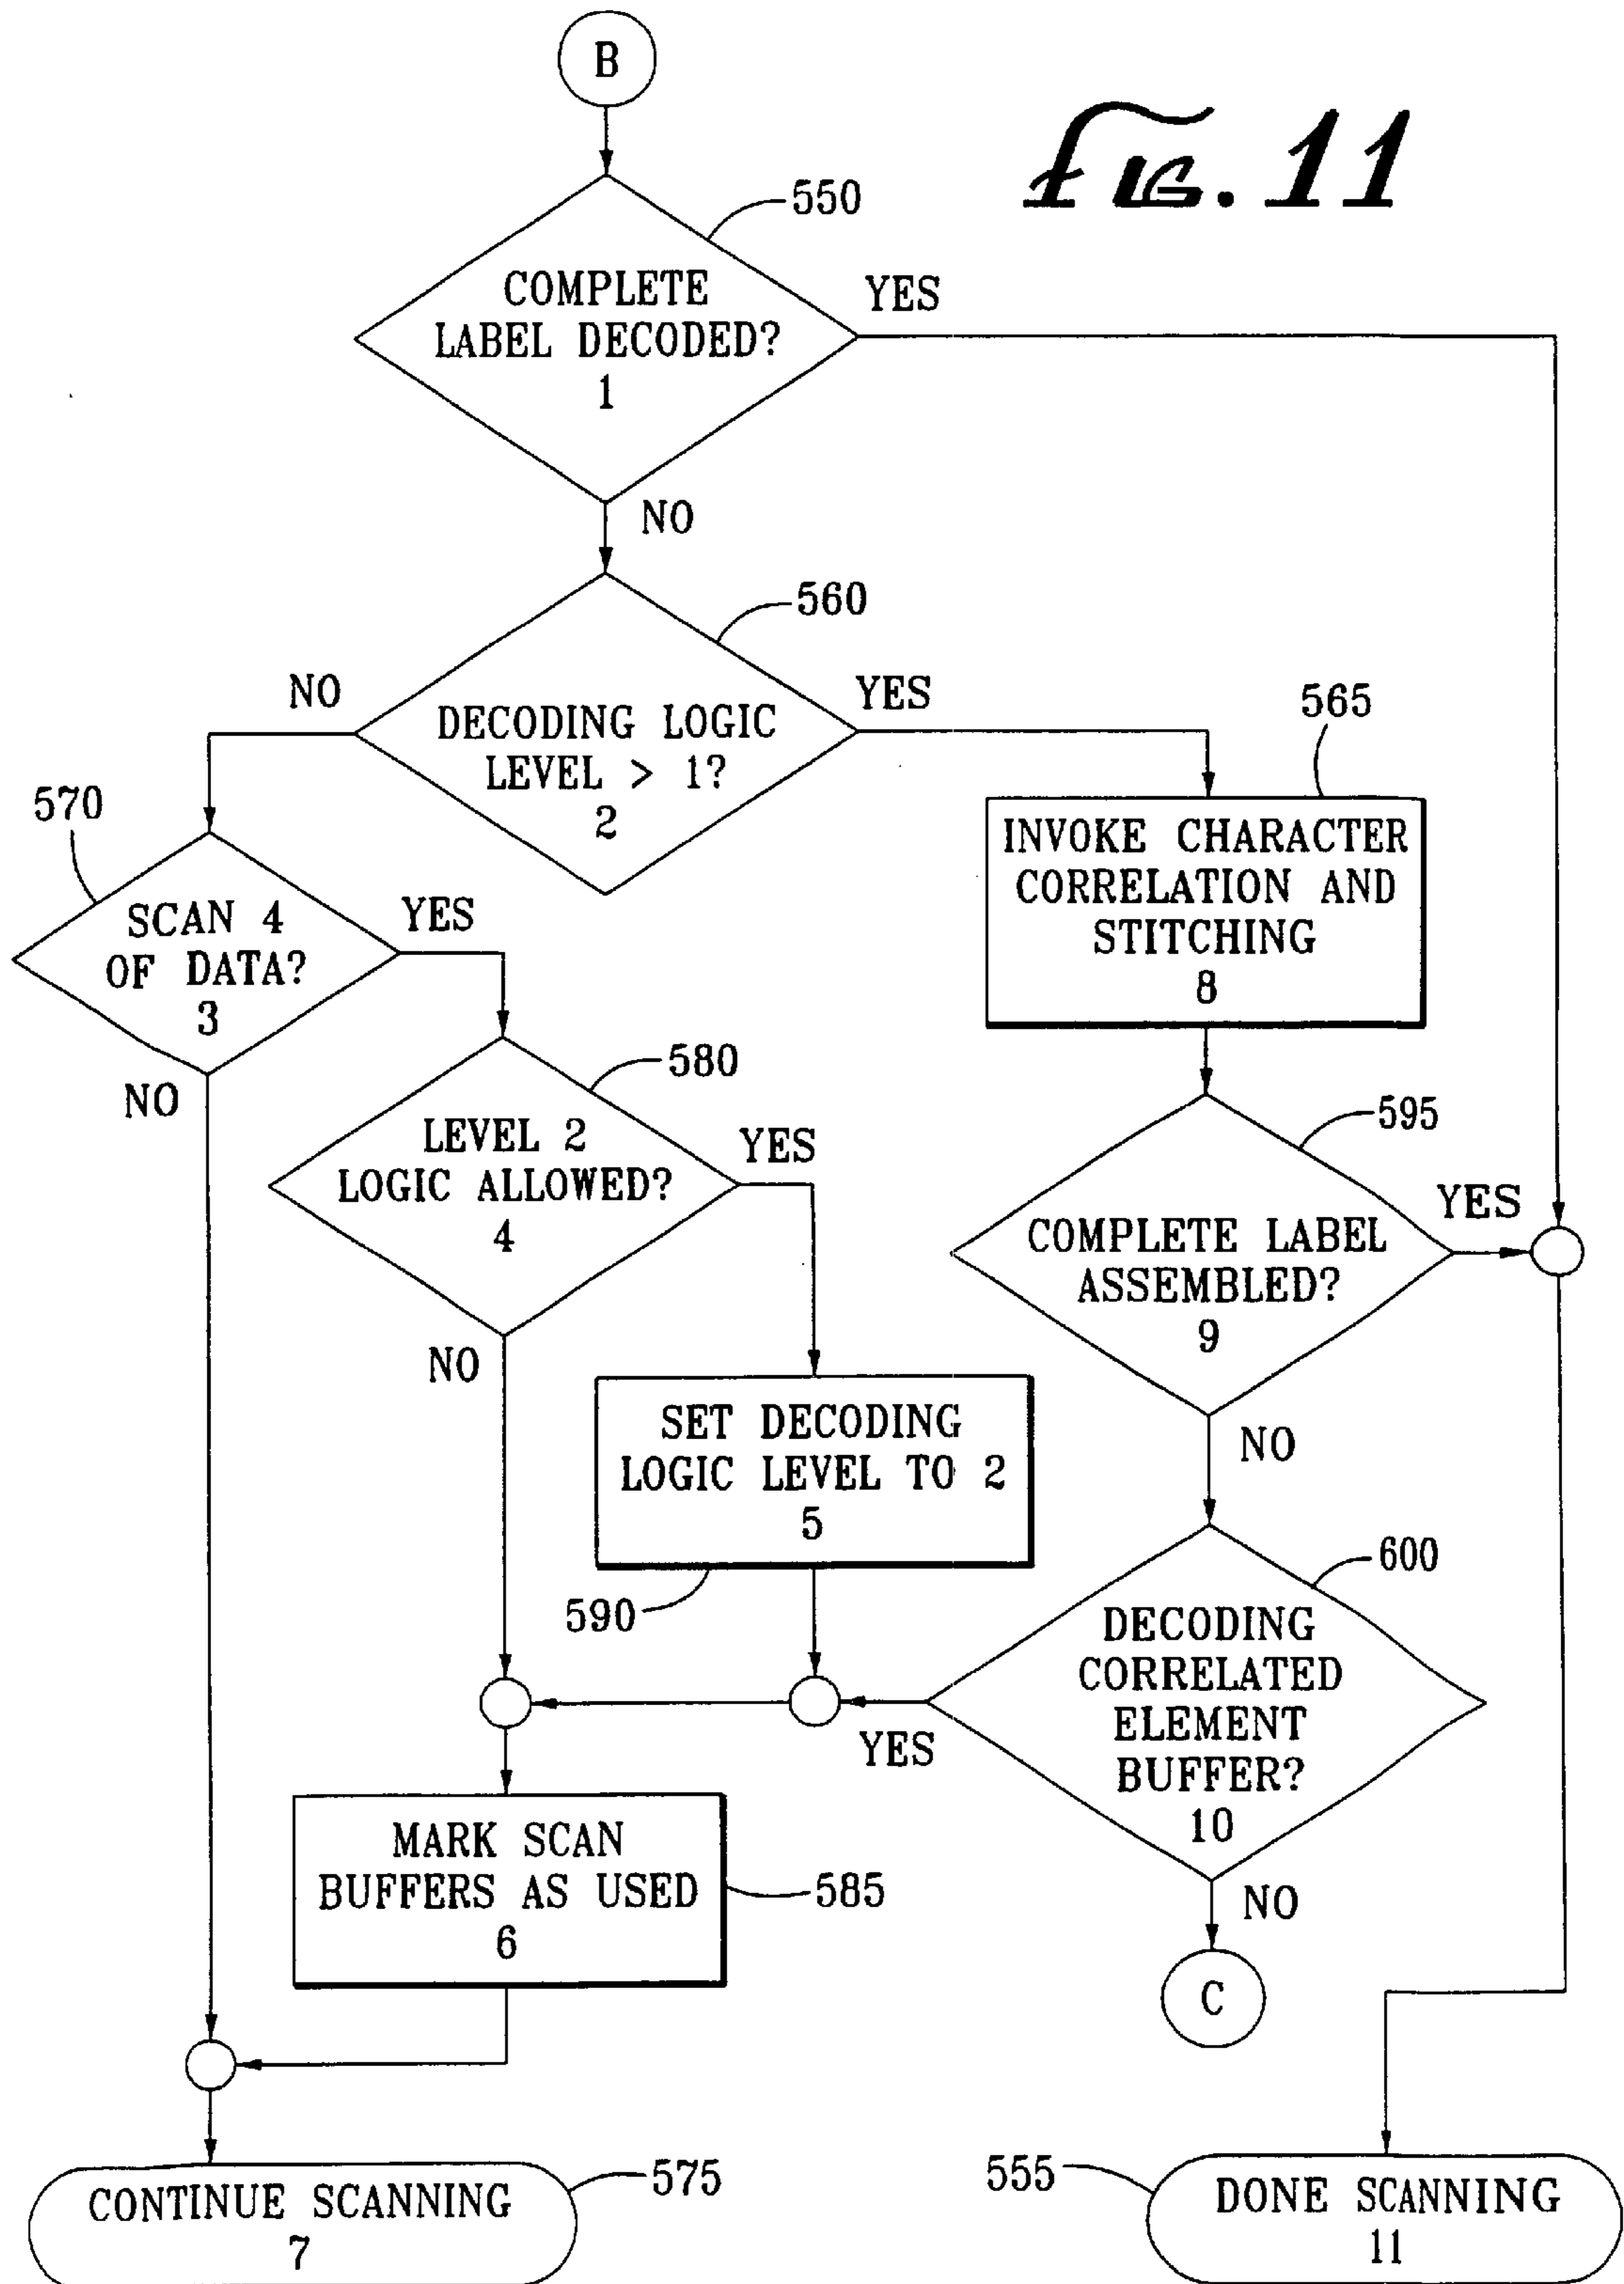 B
FIG. 11
550
COMPLETE
LABEL DECODED?
1
YES
NO
560
DECODING LOGIC
LEVEL > 1?
2
NO
YES
565
INVOKE CHARACTER
CORRELATION AND
STITCHING
8
570
SCAN 4
OF DATA?
3
YES
NO
580
LEVEL 2
LOGIC ALLOWED?
4
YES
NO
595
COMPLETE LABEL
ASSEMBLED?
9
YES
NO
SET DECODING
LOGIC LEVEL TO 2
5
590
600
DECODING
CORRELATED
ELEMENT
BUFFER?
10
YES
NO
MARK SCAN
BUFFERS AS USED
6
585
C
CONTINUE SCANNING
7
575
555
DONE SCANNING
11